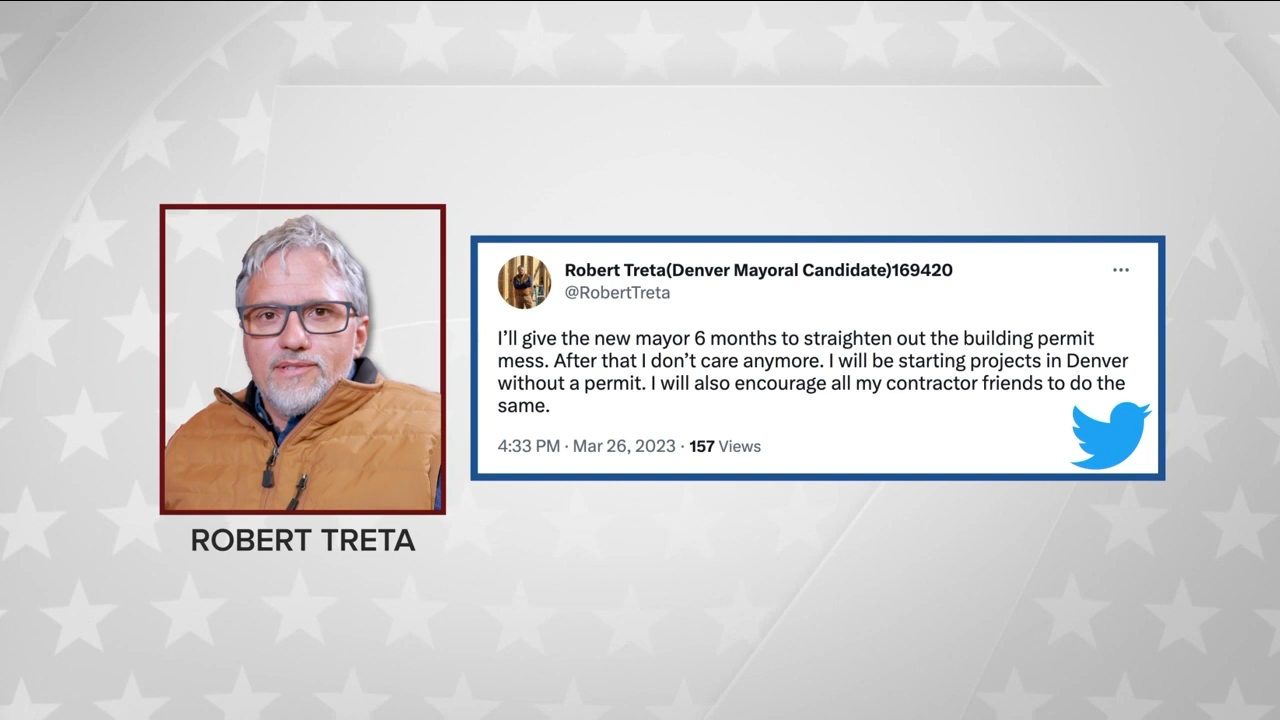 Robert Treta(Denver Mayoral Candidate)169420
@RobertTreta
I’ll give the new mayor 6 months to straighten out the building permit
mess. After that I don’t care anymore. I will be starting projects in Denver
without a permit. I will also encourage all my contractor friends to do the
same.
4:33 PM · Mar 26, 2023 · 157 Views
ROBERT TRETA